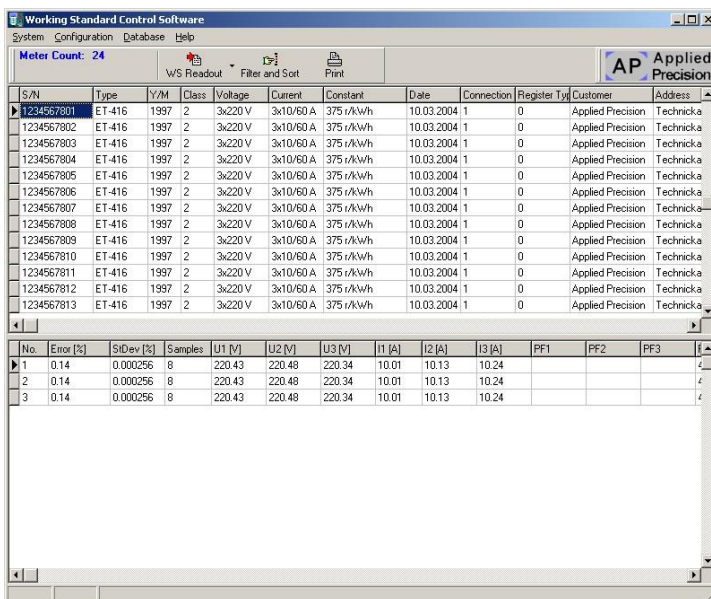 Working Standard Control Software
System Configuration Database Help
Meter Count: 24
WS Readout Filter and Sort Print
AP Applied Precision
S/N Type Y/M Class Voltage Current Constant Date Connection Register Typ Customer Address
1234567801 ET-416 1997 2 3x220 V 3x10/60 A 375 r/kWh 10.03.2004 1 0 Applied Precision Technicka
1234567802 ET-416 1997 2 3x220 V 3x10/60 A 375 r/kWh 10.03.2004 1 0 Applied Precision Technicka
1234567803 ET-416 1997 2 3x220 V 3x10/60 A 375 r/kWh 10.03.2004 1 0 Applied Precision Technicka
1234567804 ET-416 1997 2 3x220 V 3x10/60 A 375 r/kWh 10.03.2004 1 0 Applied Precision Technicka
1234567805 ET-416 1997 2 3x220 V 3x10/60 A 375 r/kWh 10.03.2004 1 0 Applied Precision Technicka
1234567806 ET-416 1997 2 3x220 V 3x10/60 A 375 r/kWh 10.03.2004 1 0 Applied Precision Technicka
1234567807 ET-416 1997 2 3x220 V 3x10/60 A 375 r/kWh 10.03.2004 1 0 Applied Precision Technicka
1234567808 ET-416 1997 2 3x220 V 3x10/60 A 375 r/kWh 10.03.2004 1 0 Applied Precision Technicka
1234567809 ET-416 1997 2 3x220 V 3x10/60 A 375 r/kWh 10.03.2004 1 0 Applied Precision Technicka
1234567810 ET-416 1997 2 3x220 V 3x10/60 A 375 r/kWh 10.03.2004 1 0 Applied Precision Technicka
1234567811 ET-416 1997 2 3x220 V 3x10/60 A 375 r/kWh 10.03.2004 1 0 Applied Precision Technicka
1234567812 ET-416 1997 2 3x220 V 3x10/60 A 375 r/kWh 10.03.2004 1 0 Applied Precision Technicka
1234567813 ET-416 1997 2 3x220 V 3x10/60 A 375 r/kWh 10.03.2004 1 0 Applied Precision Technicka
No. Error [%] StDev [%] Samples U1 [V] U2 [V] U3 [V] I1 [A] I2 [A] I3 [A] PF1 PF2 PF3
1 0.14 0.000256 8 220.43 220.48 220.34 10.01 10.13 10.24
2 0.14 0.000256 8 220.43 220.48 220.34 10.01 10.13 10.24
3 0.14 0.000256 8 220.43 220.48 220.34 10.01 10.13 10.24